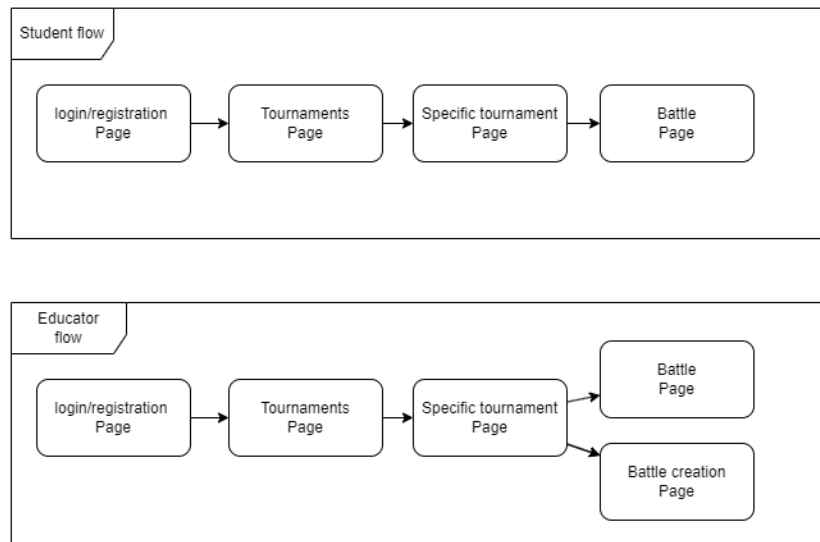 Student flow
login/registration
Page
Tournaments
Page
Specific tournament
Page
Battle
Page
Educator
flow
login/registration
Page
Tournaments
Page
Specific tournament
Page
Battle
Page
Battle creation
Page